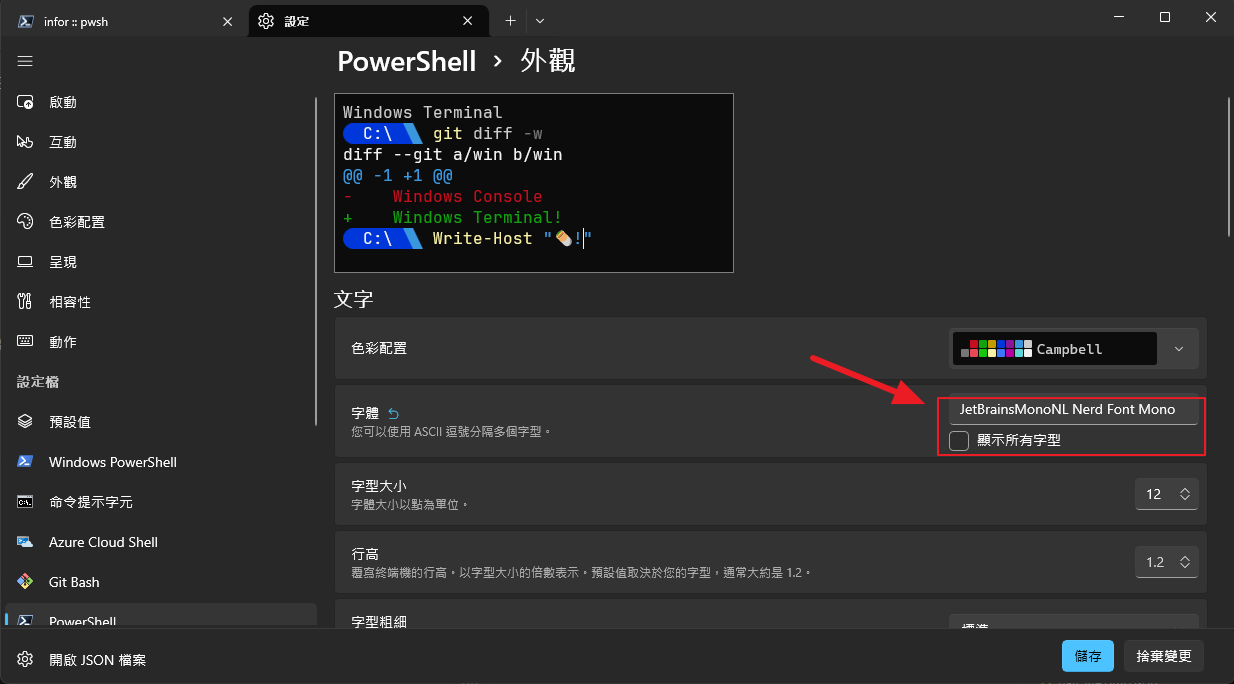 infor :: pwsh
設定
PowerShell › 外觀
啟動
互動
外觀
色彩配置
呈現
相容性
動作
設定檔
預設值
Windows PowerShell
命令提示字元
Azure Cloud Shell
Git Bash
PowerShell
開啟 JSON 檔案
Windows Terminal
C:\ git diff -w
diff --git a/win b/win
@@ -1 +1 @@
- Windows Console
+ Windows Terminal!
C:\ Write-Host "✏️!"
文字
色彩配置
Campbell
字體
您可以使用 ASCII 逗號分隔多個字型。
JetBrainsMonoNL Nerd Font Mono
顯示所有字型
字型大小
字體大小以點為單位。
12
行高
覆寫終端機的行高。以字型大小的倍數表示。預設值取決於您的字型，通常大約是 1.2。
1.2
字型粗細
標準
儲存
捨棄變更